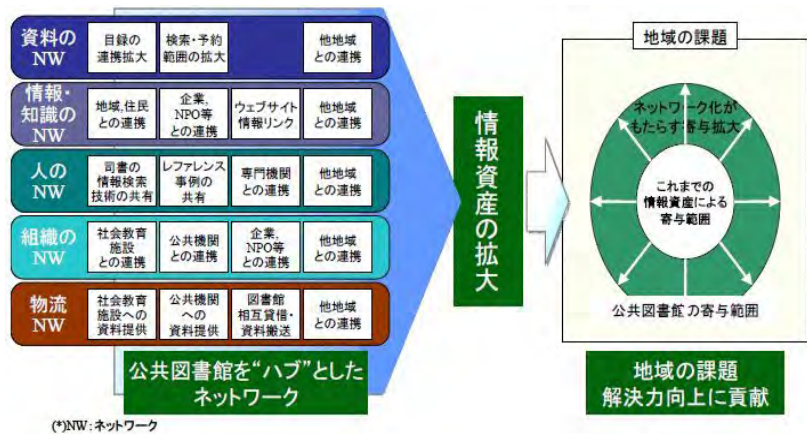 資料の
NW
目録の
連携拡大
検索・予約
範囲の拡大
他地域
との連携
情報・
知識の
NW
地域,住民
との連携
企業,
NPO等
との連携
ウェブサイト
情報リンク
他地域
との連携
人の
NW
司書の
情報検索
技術の共有
レファレンス
事例の
共有
専門機関
との連携
他地域
との連携
組織の
NW
社会教育
施設
との連携
公共機関
との連携
企業,
NPO等
との連携
他地域
との連携
物流
NW
社会教育
施設への
資料提供
公共機関
への
資料提供
図書館
相互貸借・
資料搬送
他地域
との連携
公共図書館を“ハブ”とした
ネットワーク
(*)NW:ネットワーク
情報資産の拡大
地域の課題
ネットワーク化が
もたらす寄与拡大
これまでの
情報資産による
寄与範囲
公共図書館の寄与範囲
地域の課題
解決力向上に貢献